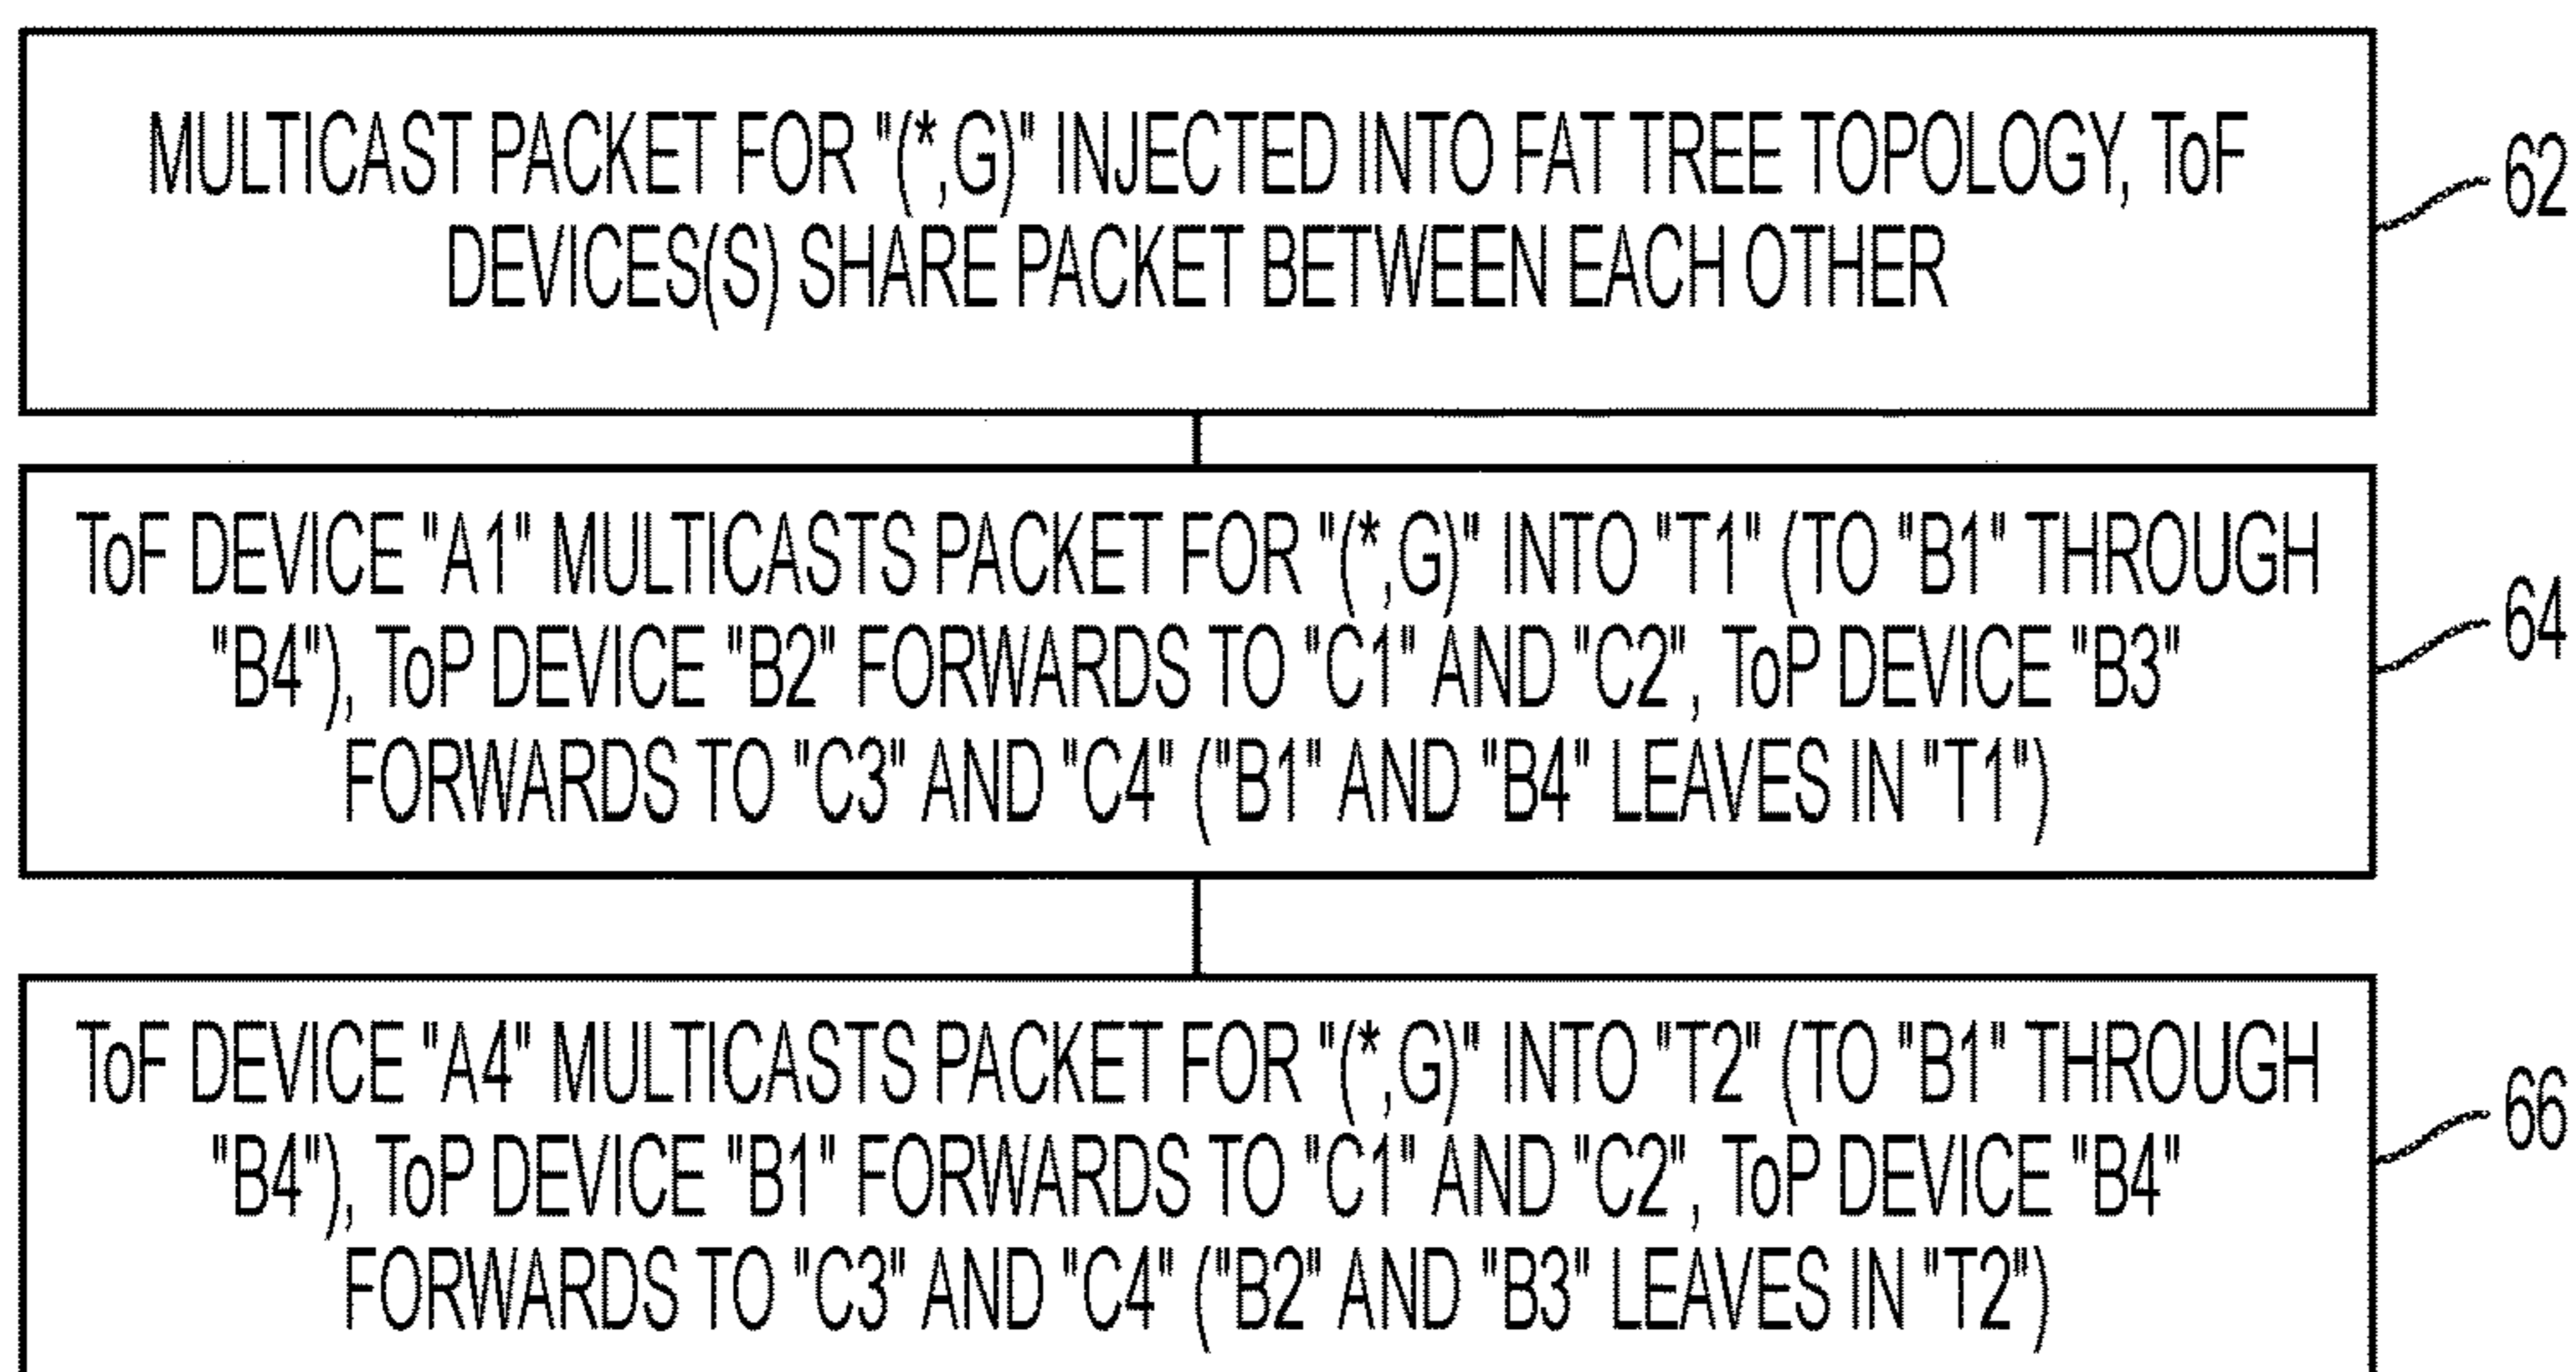 MULTICAST PACKET FOR "(*,G)" INJECTED INTO FAT TREE TOPOLOGY, ToF
DEVICES(S) SHARE PACKET BETWEEN EACH OTHER
62
ToF DEVICE "A1" MULTICASTS PACKET FOR "(*,G)" INTO "T1" (TO "B1" THROUGH
"B4"), ToP DEVICE "B2" FORWARDS TO "C1" AND "C2", ToP DEVICE "B3"
FORWARDS TO "C3" AND "C4" ("B1" AND "B4" LEAVES IN "T1")
64
ToF DEVICE "A4" MULTICASTS PACKET FOR "(*,G)" INTO "T2" (TO "B1" THROUGH
"B4"), ToP DEVICE "B1" FORWARDS TO "C1" AND "C2", ToP DEVICE "B4"
FORWARDS TO "C3" AND "C4" ("B2" AND "B3" LEAVES IN "T2")
66